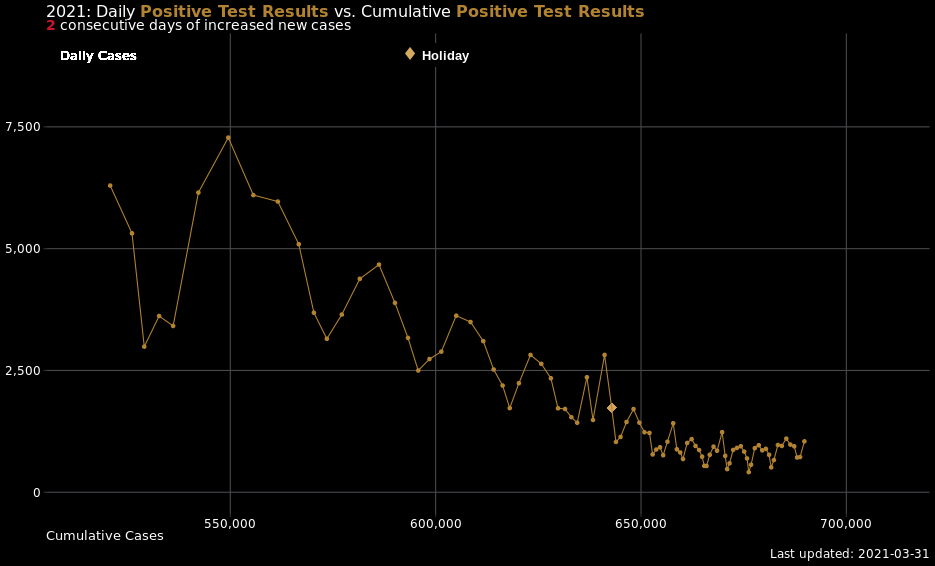 2021: Daily Positive Test Results vs. Cumulative Positive Test Results
2 consecutive days of increased new cases
Daily Cases
Holiday
7,500
5,000
2,500
0
550,000
600,000
650,000
700,000
Cumulative Cases
Last updated: 2021-03-31